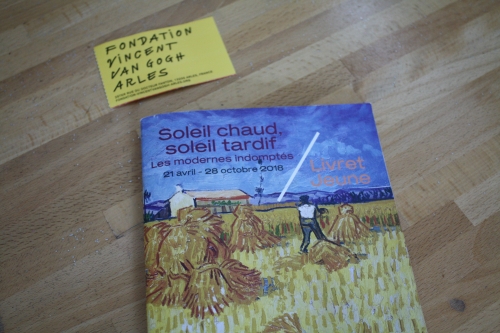 FONDATION
VINCENT
VAN GOGH
ARLES
Soleil chaud,
soleil tardif
Les modernes indomptés
21 avril - 28 octobre 2018
Livret
Jeune